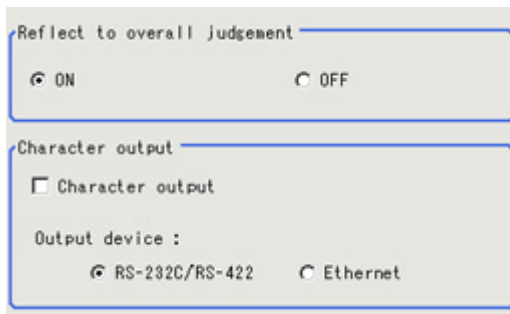 Reflect to overall judgement
ON OFF
Character output
Character output
Output device :
RS-232C/RS-422 Ethernet